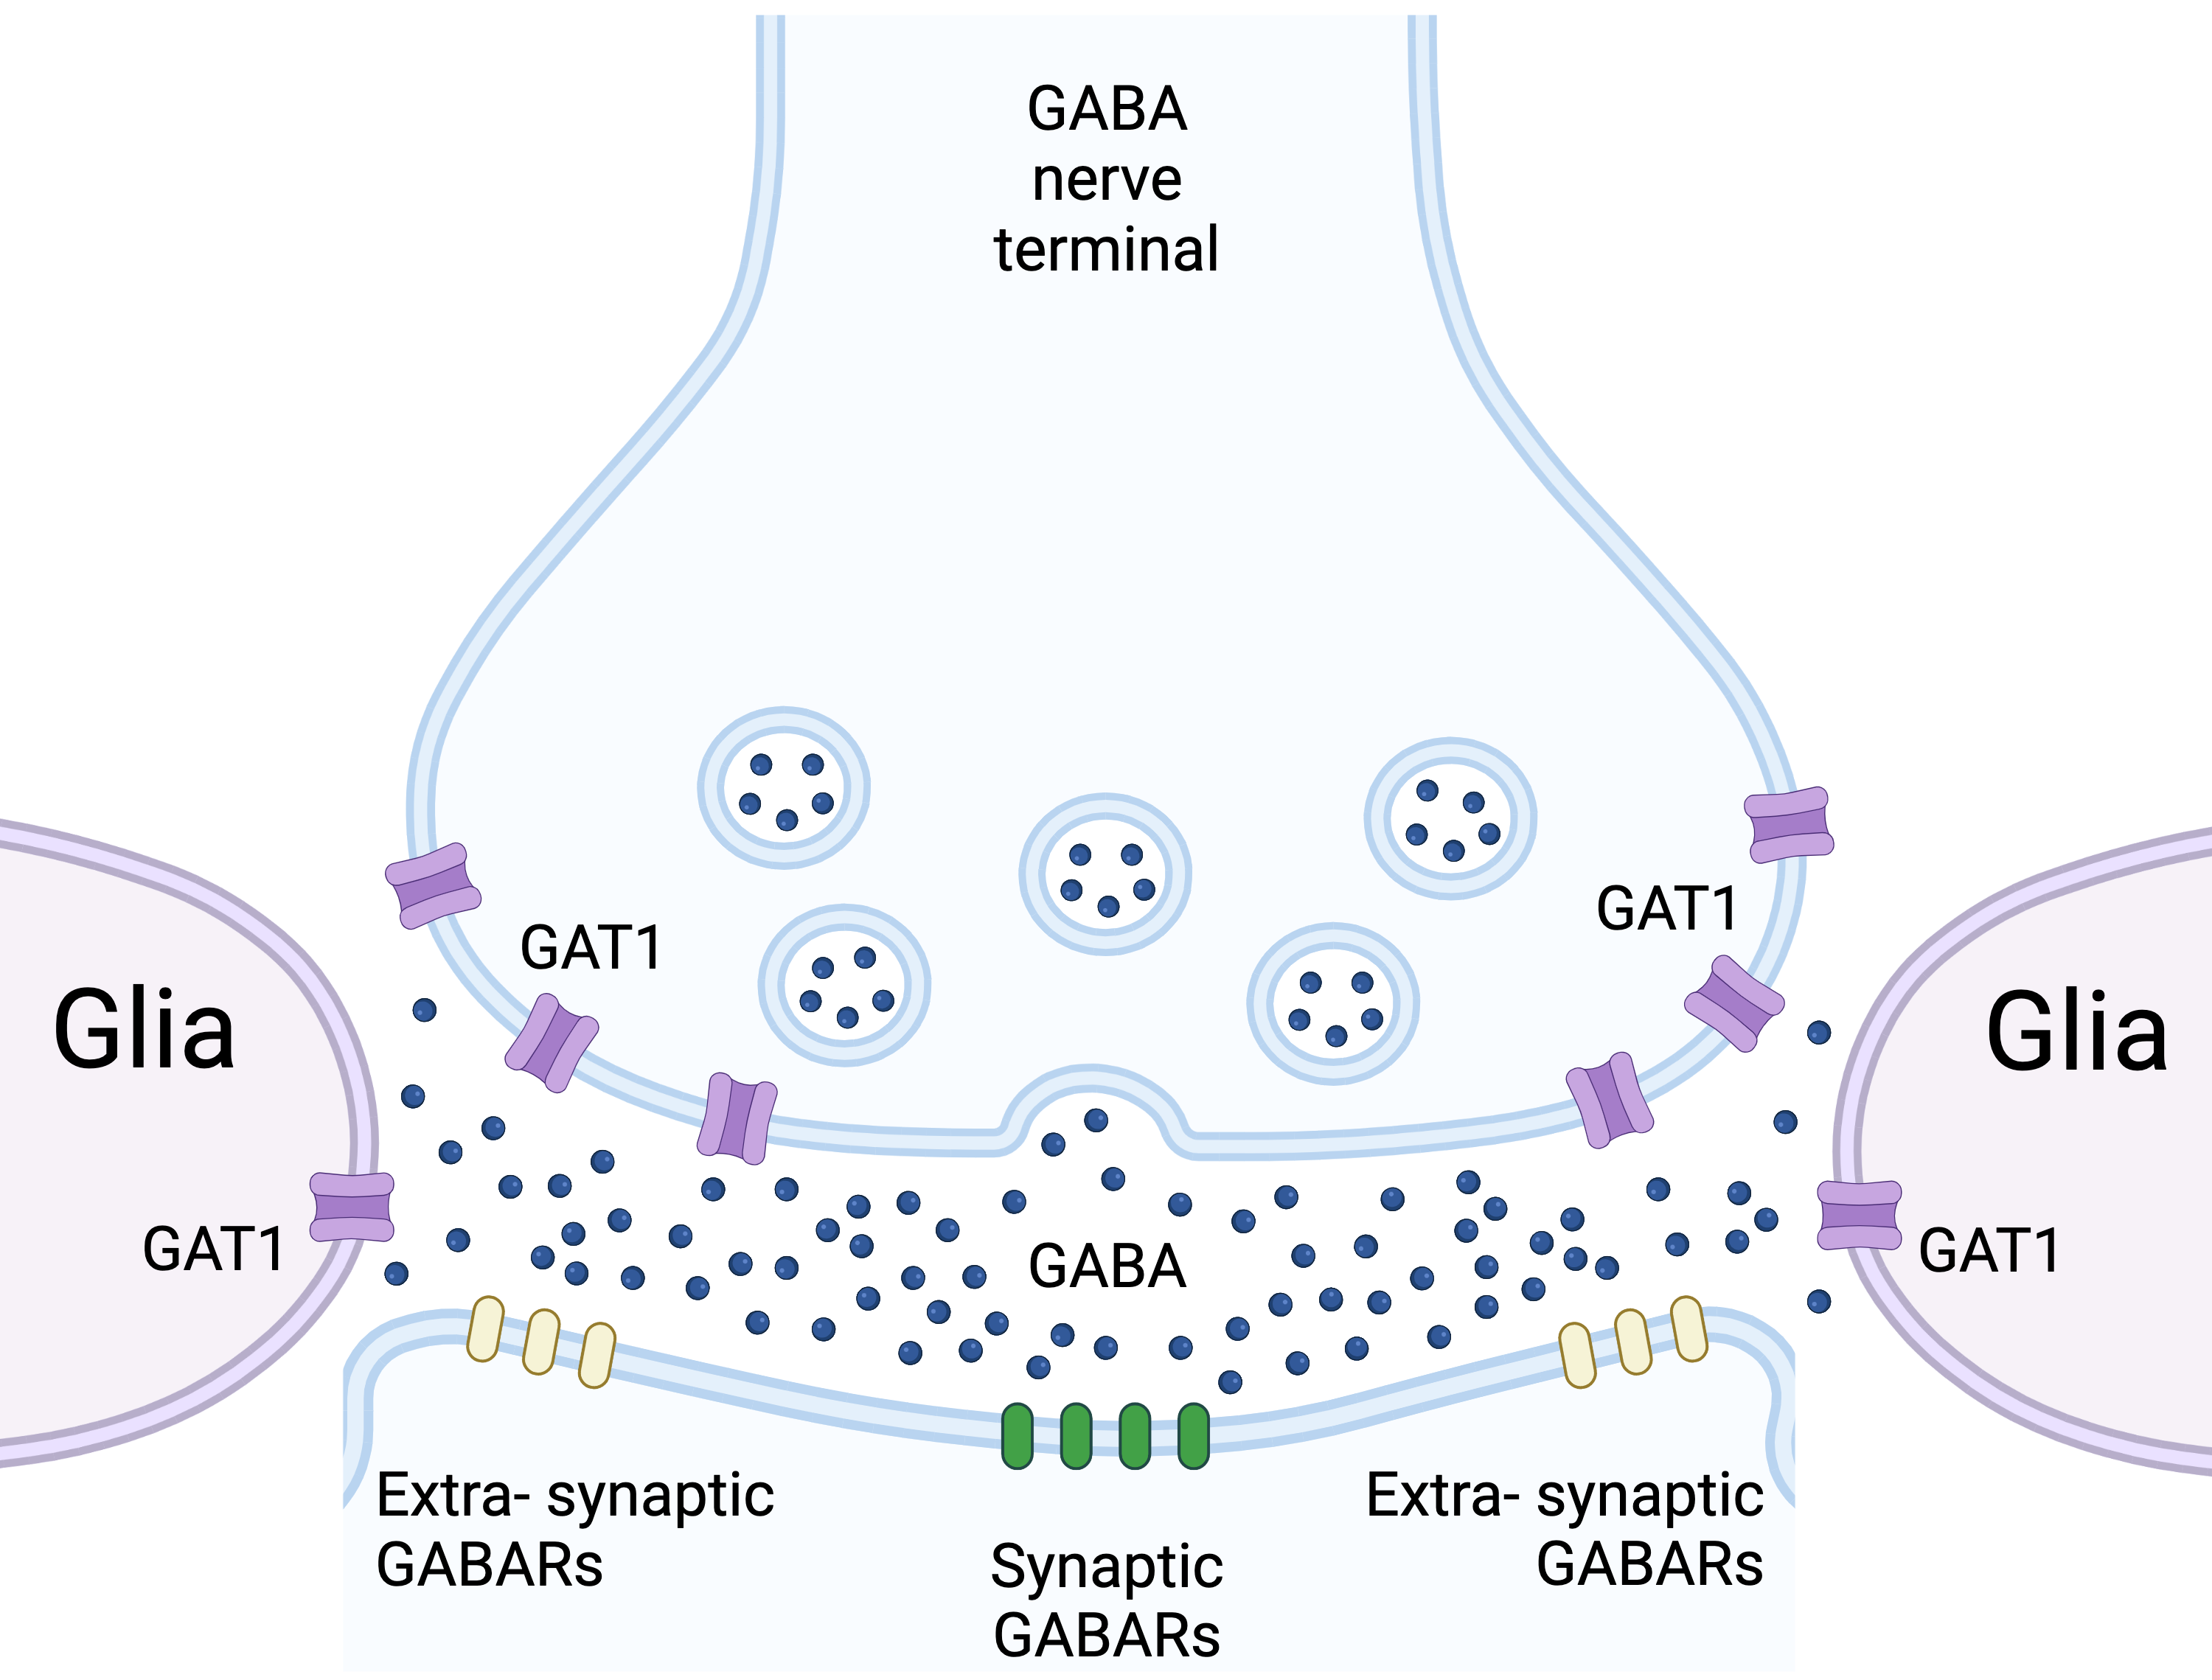 GABA
nerve
terminal
GAT1
GAT1
Glia
Glia
GAT1
GABA
GAT1
Extra- synaptic
GABARs
Synaptic
GABARs
Extra- synaptic
GABARs